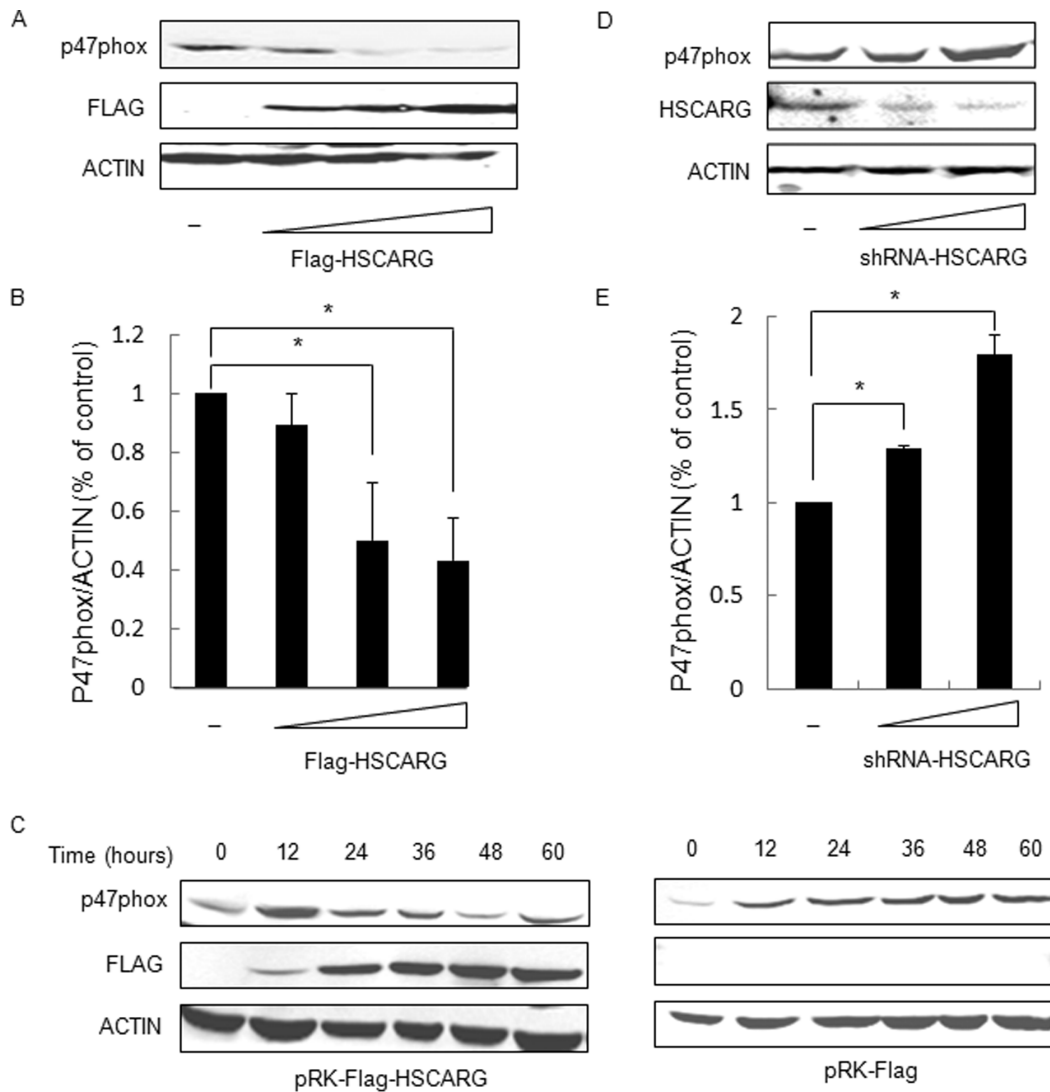 A
p47phox
FLAG
ACTIN
–
Flag-HSCARG
D
p47phox
HSCARG
ACTIN
–
shRNA-HSCARG
B
P47phox/ACTIN (% of control)
1.2
1
0.8
0.6
0.4
0.2
0
*
*
–
Flag-HSCARG
E
P47phox/ACTIN (% of control)
2
1.5
1
0.5
0
*
*
–
shRNA-HSCARG
C
Time (hours) 0 12 24 36 48 60
p47phox
FLAG
ACTIN
pRK-Flag-HSCARG
0 12 24 36 48 60
pRK-Flag